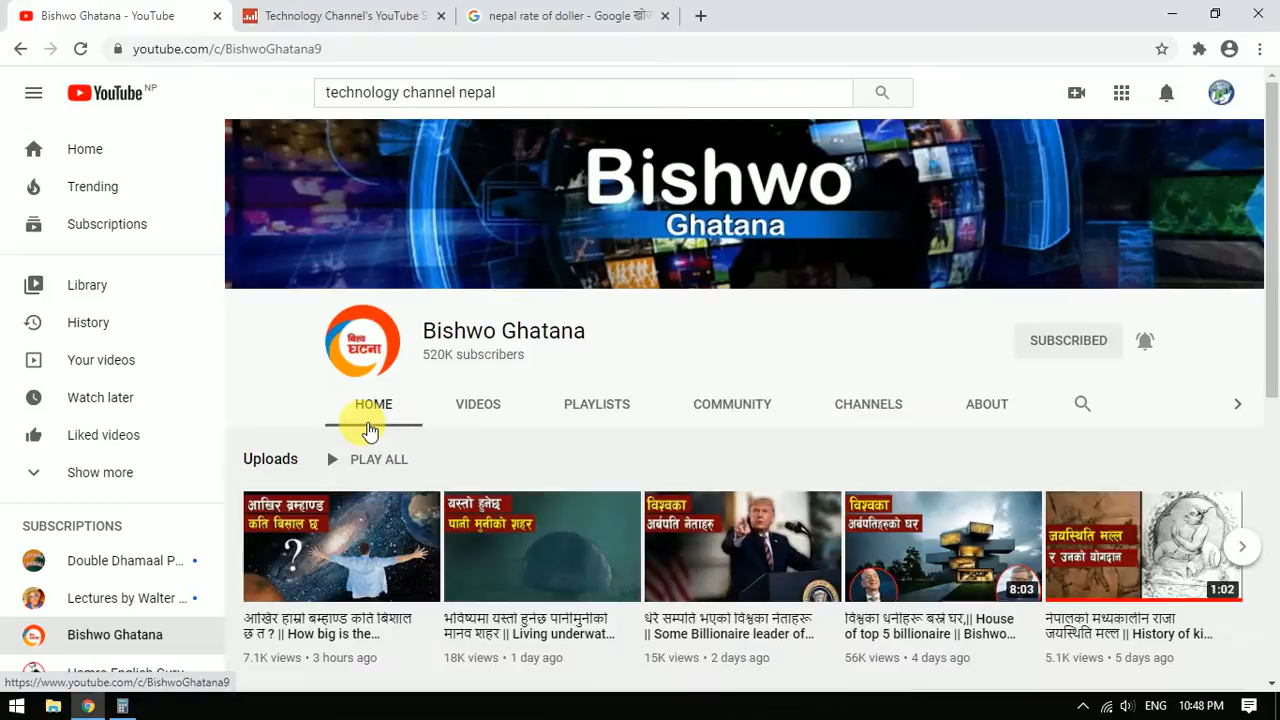 Bishwo Ghatana - YouTube
Technology Channel's YouTube S
nepal rate of doller - Google खोज
youtube.com/c/BishwoGhatana9
YouTube NP
technology channel nepal
Home
Trending
Subscriptions
Library
History
Your videos
Watch later
Liked videos
Show more
SUBSCRIPTIONS
Double Dhamaal P...
Lectures by Walter ...
Bishwo Ghatana
Hamro English Guru
https://www.youtube.com/c/BishwoGhatana9
Bishwo
Ghatana
विश्व
घटना
Bishwo Ghatana
520K subscribers
SUBSCRIBED
HOME
VIDEOS
PLAYLISTS
COMMUNITY
CHANNELS
ABOUT
Uploads
PLAY ALL
आखिर ब्रम्हाण्ड
कति बिसाल छ
?
आखिर हाम्रो बम्हाण्ड कति बिशाल
छ त ? || How big is the...
7.1K views • 3 hours ago
यस्तो हुनेछ
पानी मुनीको शहर
भविष्यमा यस्तो हुनेछ पानीमुनीको
मानव शहर || Living underwat...
18K views • 1 day ago
विश्वका
अर्बपति नेताहरु
धेरै सम्पति भएका विश्वका नेताहरू
|| Some Billionaire leader of...
15K views • 2 days ago
विश्वका
अरबपतिहरुको घर
8:03
विश्वका धनीहरू बस्ने घर,|| House
of top 5 billionaire || Bishwo...
56K views • 4 days ago
जयस्थिति मल्ल
र उनको योगदान
1:02
नेपालको मध्यकालीन राजा
जयस्थिति मल्ल || History of ki...
5.1K views • 5 days ago
ENG
10:48 PM